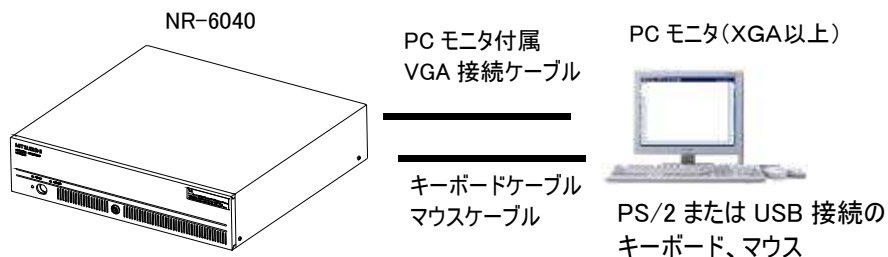 NR-6040
PC モニタ付属
VGA 接続ケーブル
PC モニタ(XGA以上)
キーボードケーブル
マウスケーブル
PS/2 または USB 接続の
キーボード、マウス
MITSUBISHI